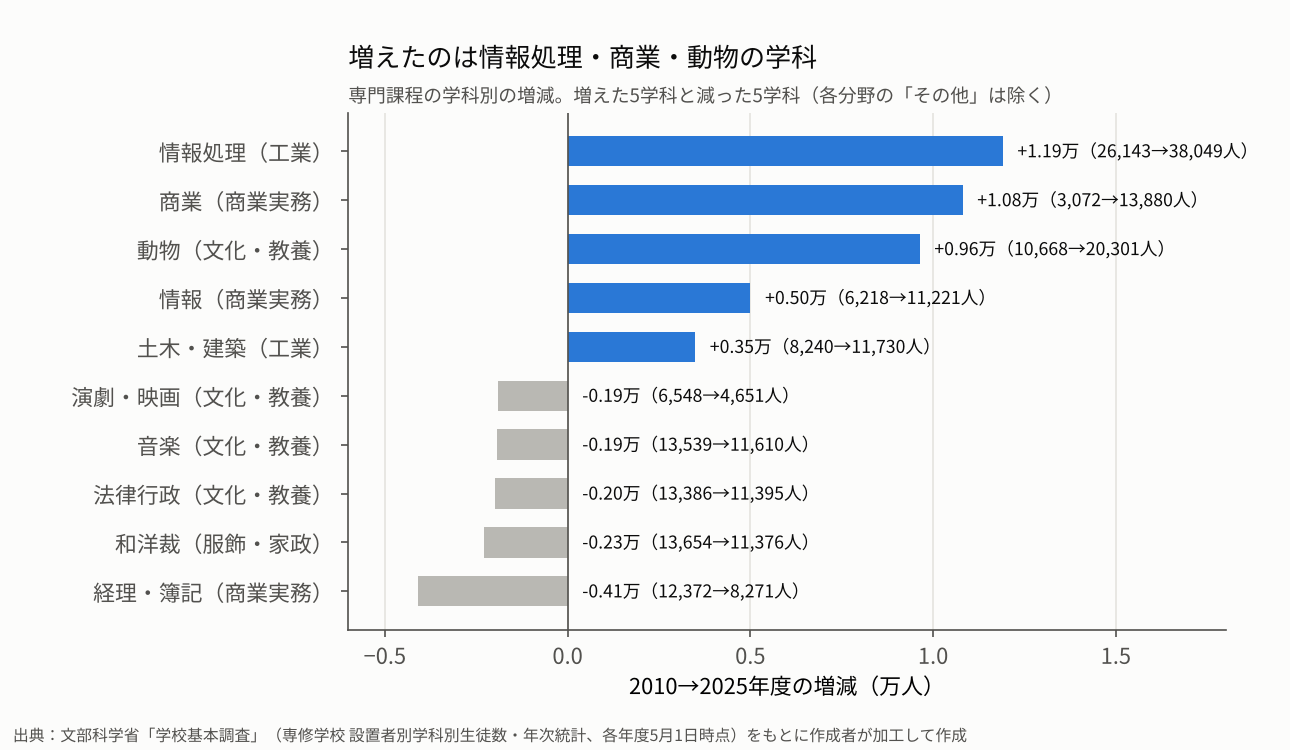 増えたのは情報処理・商業・動物の学科
専門課程の学科別の増減。増えた5学科と減った5学科（各分野の「その他」は除く）
情報処理（工業） +1.19万（26,143→38,049人）
商業（商業実務） +1.08万（3,072→13,880人）
動物（文化・教養） +0.96万（10,668→20,301人）
情報（商業実務） +0.50万（6,218→11,221人）
土木・建築（工業） +0.35万（8,240→11,730人）
演劇・映画（文化・教養） -0.19万（6,548→4,651人）
音楽（文化・教養） -0.19万（13,539→11,610人）
法律行政（文化・教養） -0.20万（13,386→11,395人）
和洋裁（服飾・家政） -0.23万（13,654→11,376人）
経理・簿記（商業実務） -0.41万（12,372→8,271人）
−0.5 0.0 0.5 1.0 1.5
2010→2025年度の増減（万人）
出典：文部科学省「学校基本調査」（専修学校 設置者別学科別生徒数・年次統計、各年度5月1日時点）をもとに作成者が加工して作成